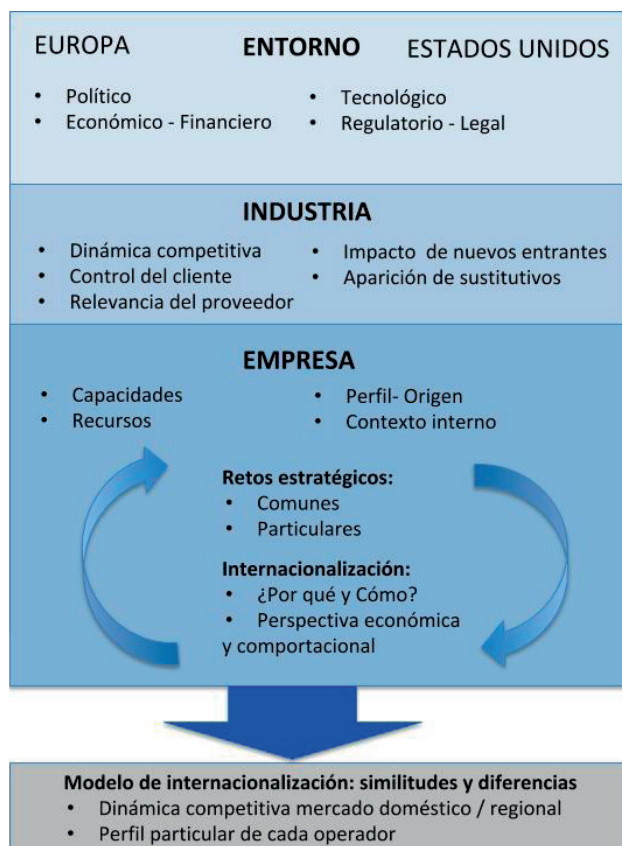 EUROPA ENTORNO ESTADOS UNIDOS
• Político
• Económico - Financiero
• Tecnológico
• Regulatorio - Legal
INDUSTRIA
• Dinámica competitiva
• Control del cliente
• Relevancia del proveedor
• Impacto de nuevos entrantes
• Aparición de sustitutivos
EMPRESA
• Capacidades
• Recursos
• Perfil- Origen
• Contexto interno
Retos estratégicos:
• Comunes
• Particulares
Internacionalización:
• ¿Por qué y Cómo?
• Perspectiva económica
y comportacional
Modelo de internacionalización: similitudes y diferencias
• Dinámica competitiva mercado doméstico / regional
• Perfil particular de cada operador